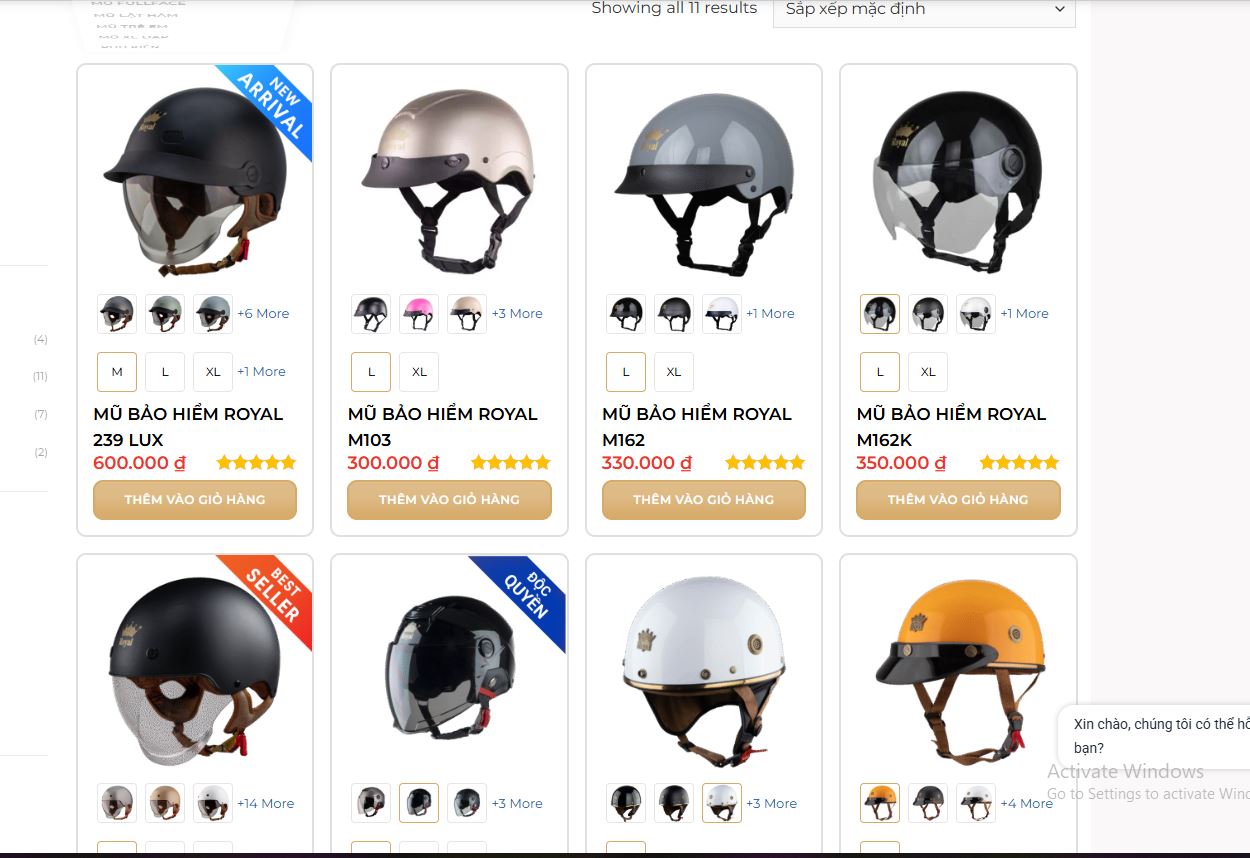 MŨ FULLFACE
MŨ LẬT HÀM
MŨ TRẺ EM
MŨ XE ĐẠP
Showing all 11 results
Sắp xếp mặc định
(4)
(11)
(7)
(2)
NEW
ARRIVAL
Royal
Royal
Royal
Royal
+6 More
+3 More
+1 More
+1 More
M L XL +1 More
L XL
L XL
L XL
MŨ BẢO HIỂM ROYAL
239 LUX
600.000 ₫
THÊM VÀO GIỎ HÀNG
MŨ BẢO HIỂM ROYAL
M103
300.000 ₫
THÊM VÀO GIỎ HÀNG
MŨ BẢO HIỂM ROYAL
M162
330.000 ₫
THÊM VÀO GIỎ HÀNG
MŨ BẢO HIỂM ROYAL
M162K
350.000 ₫
THÊM VÀO GIỎ HÀNG
BEST
SELLER
Royal
ĐỘC
QUYỀN
+14 More
+3 More
+3 More
+4 More
Xin chào, chúng tôi có thể
bạn?
Activate Windows
Go to Settings to activate